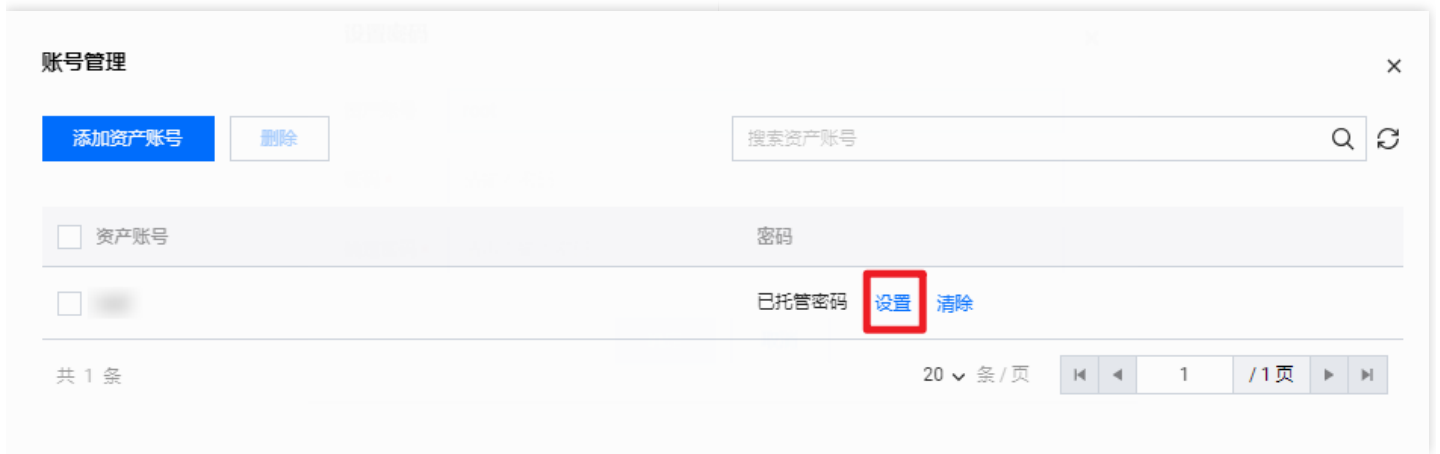 账号管理
添加资产账号 删除 搜索资产账号
资产账号 密码
已托管密码 设置 清除
共 1 条 20 条 / 页 1 / 1 页